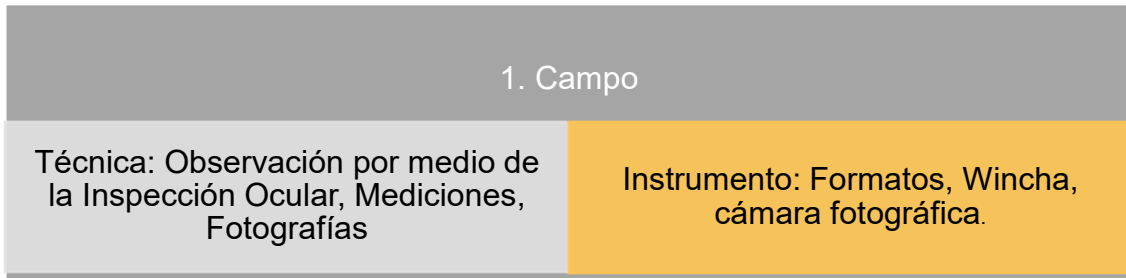 1. Campo
Técnica: Observación por medio de
la Inspección Ocular, Mediciones,
Fotografías
Instrumento: Formatos, Wincha,
cámara fotográfica.